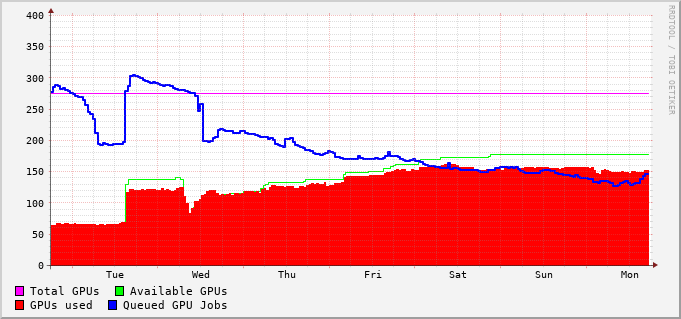 400
350
300
250
200
150
100
50
0
Tue Wed Thu Fri Sat Sun Mon
Total GPUs Available GPUs
GPUs used Queued GPU Jobs
RRDTOOL / TOBI OETIKER